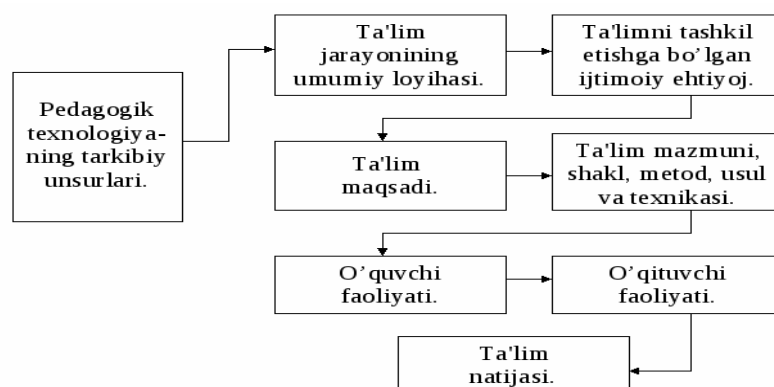 Pedagogik
texnologiya-
ning tarkibiy
unsurlari.
Ta'lim
jarayonining
umumiy loyihasi.
Ta'limni tashkil
etishga bo’lgan
ijtimoiy ehtiyoj.
Ta'lim
maqsadi.
Ta'lim mazmuni,
shakl, metod, usul
va texnikasi.
O’quvchi
faoliyati.
O’qituvchi
faoliyati.
Ta'lim
natijasi.